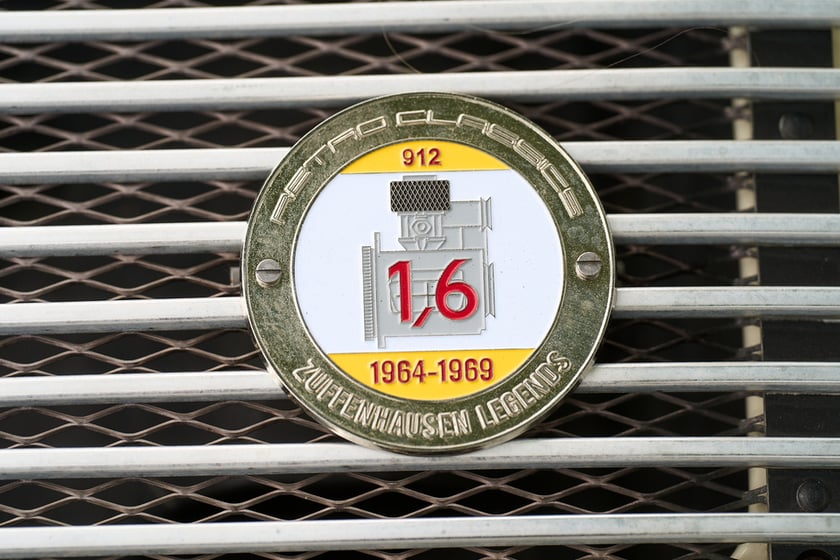 RETRO CLASSICS
912
1,6
1964-1969
ZUFFENHAUSEN LEGENDS